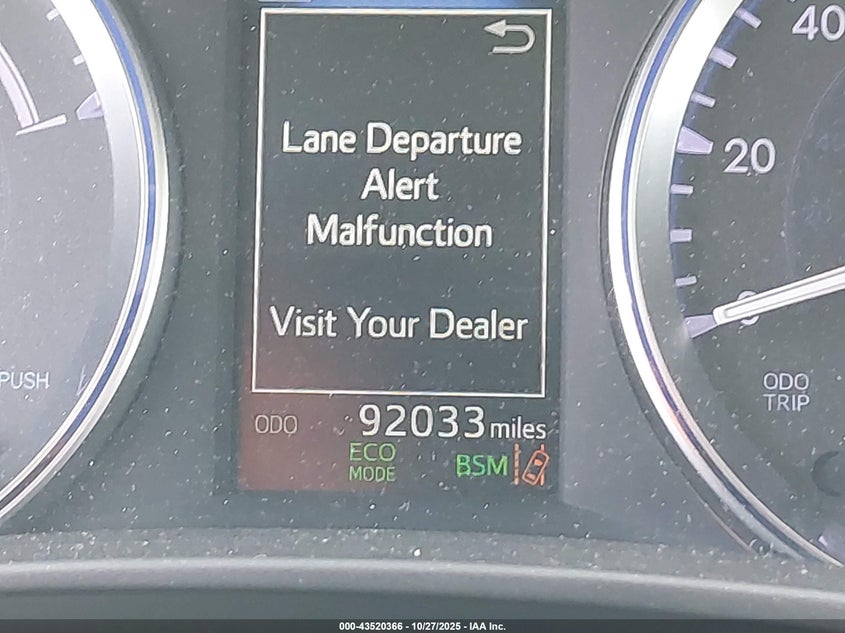 Lane Departure
Alert
Malfunction
Visit Your Dealer
ODO 92033 miles
ECO
MODE
BSM
PUSH
40
20
0
ODO
TRIP
000-43520366 - 10/27/2025 - IAA Inc.